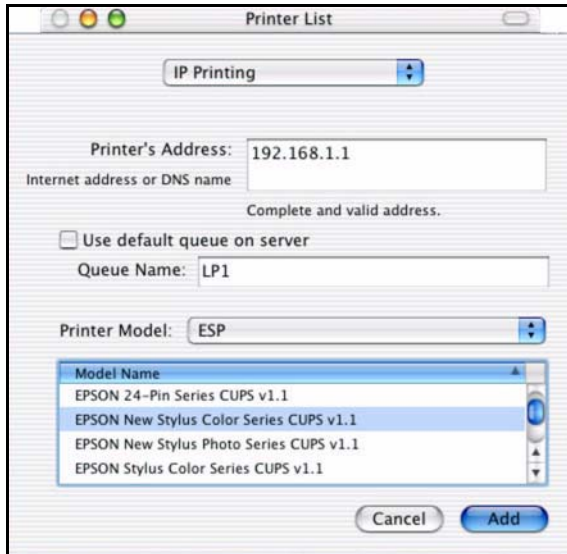 Printer List
IP Printing
Printer's Address: 192.168.1.1
Internet address or DNS name
Complete and valid address.
Use default queue on server
Queue Name: LP1
Printer Model: ESP
Model Name
EPSON 24-Pin Series CUPS v1.1
EPSON New Stylus Color Series CUPS v1.1
EPSON New Stylus Photo Series CUPS v1.1
EPSON Stylus Color Series CUPS v1.1
Cancel Add